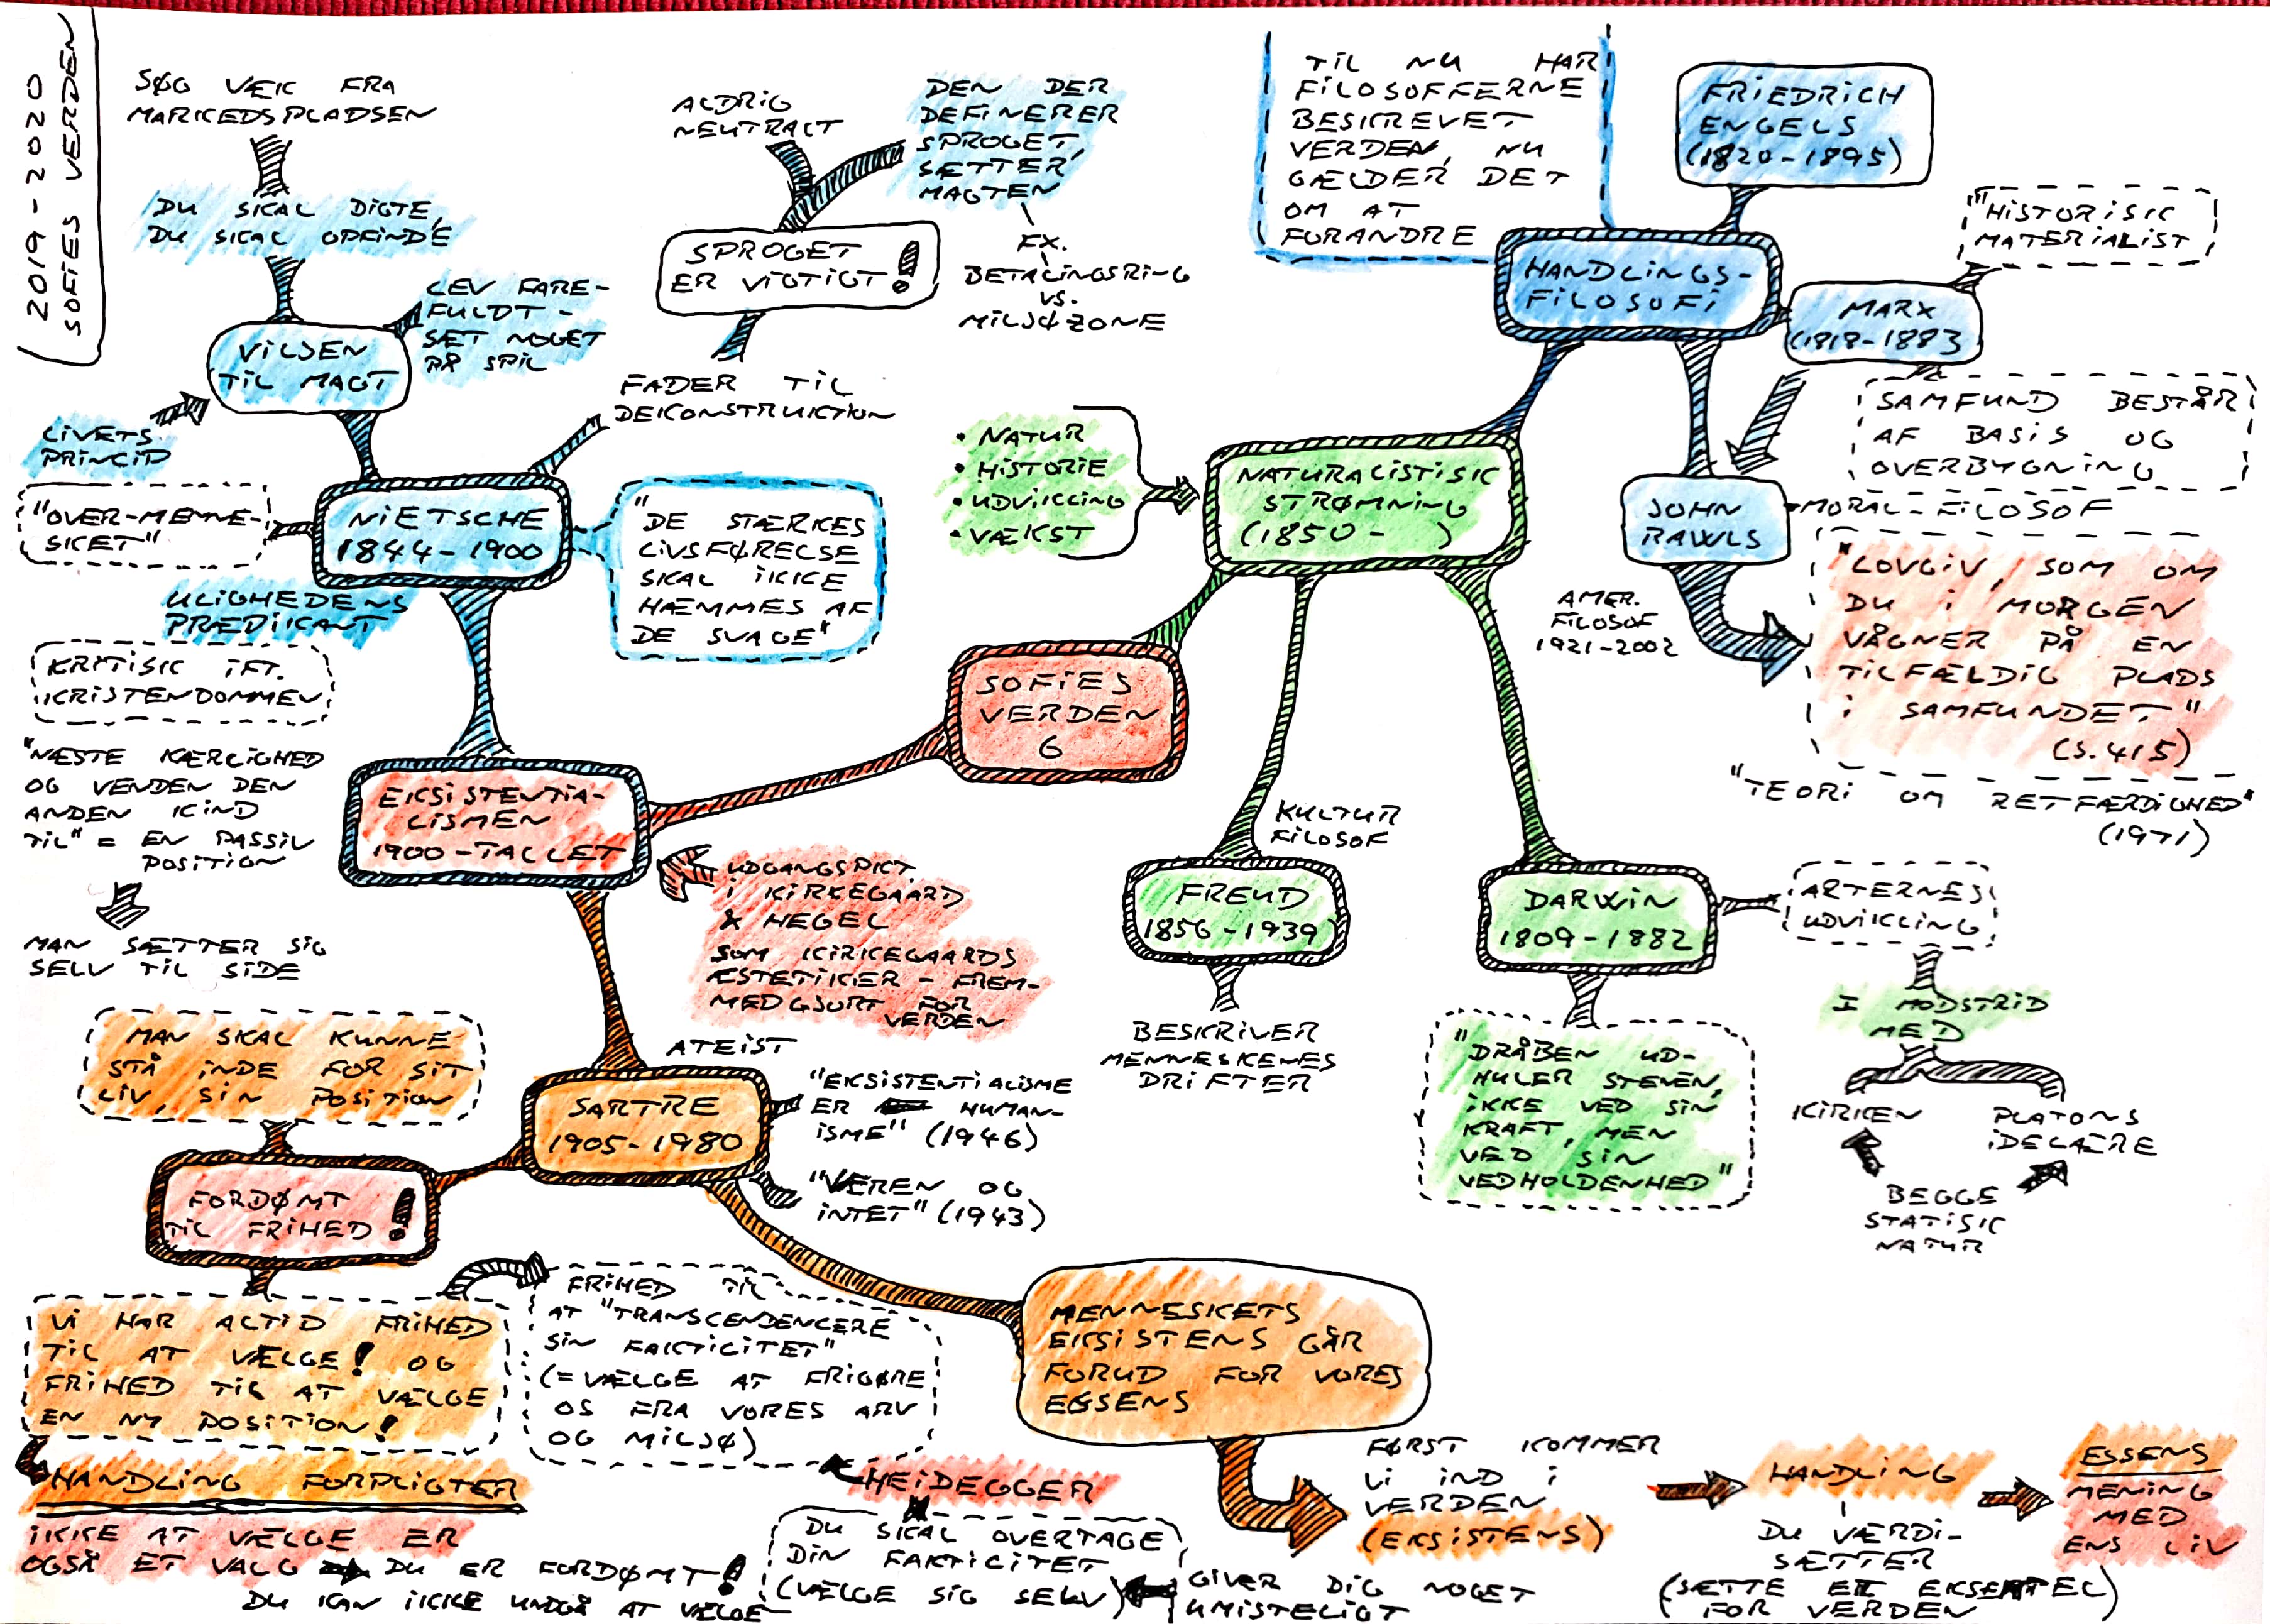 2019-2020
SOFIES VERDEN
SØG VÆK FRA
MARKEDSPLADSEN
DU SKAL DIGTE,
DU SKAL OPFINDE
LEV FARE-
FULDT -
SÆT NOGET
PÅ SPIL
VILJEN
TIL MAGT
LIVETS
PRINCIP
ALDRIG
NEUTRALT
DEN DER
DEFINERER
SPROGET,
SÆTTER
MAGTEN
FX.
BETALINGSRING
VS.
MILJØZONE
SPROGET
ER VIGTIGT!
FADER TIL
DEKONSTRUKTION
"OVER-MENNE-
SKET"
NIETSCHE
1844-1900
"
DE STÆRKES
LIVSFØRELSE
SKAL IKKE
HÆMMES AF
DE SVAGE"
ULIGHEDENS
PRÆDIKANT
KRITISK IFT.
KRISTENDOMMEN
"NÆSTE KÆRLIGHED
OG VENDEN DEN
ANDEN KIND
TIL" = EN PASSIV
POSITION
MAN SÆTTER SIG
SELV TIL SIDE
TIL NU HAR
FILOSOFFERNE
BESKREVET
VERDEN, NU
GÆLDER DET
OM AT
FORANDRE
FRIEDRICH
ENGELS
(1820-1895)
HANDLINGS-
FILOSOFI
"HISTORISK
MATERIALIST
MARX
(1818-1883
SAMFUND BESTÅR
AF BASIS OG
OVERBYGNING
JOHN
RAWLS
MORAL-FILOSOF
AMER.
FILOSOF
1921-2002
"LOVGIV, SOM OM
DU I MORGEN
VÅGNER PÅ EN
TILFÆLDIG PLADS
I SAMFUNDET"
(S.415)
"TEORI OM RETFÆRDIGHED"
(1971)
• NATUR
• HISTORIE
• UDVIKLING
• VÆKST
NATURALISTISK
STRØMNING
(1850- )
SOFIES
VERDEN
6
EKSISTENTIA-
LISMEN
1900-TALLET
UDGANGSPKT.
I KIRKEGAARD
& HEGEL
SOM KIRKEGAARDS
ÆSTETIKER - FREM-
MEDGJORT FOR
VERDEN
KULTUR
FILOSOF
FREUD
1856-1939
BESKRIVER
MENNESKENES
DRIFTER
DARWIN
1809-1882
ARTERNES
UDVIKLING
I MODSTRID
MED
KIRKEN
PLATONS
IDELÆRE
BEGGE
STATISK
NATUR
"DRÅBEN UD-
HULER STENEN,
IKKE VED SIN
KRAFT, MEN
VED SIN
VEDHOLDENHED"
MAN SKAL KUNNE
STÅ INDE FOR SIT
LIV, SIN POSITION
ATEIST
SARTRE
1905-1980
"EKSISTENTIALISME
ER HUMAN-
ISME" (1946)
"VÆREN OG
INTET" (1943)
FORDØMT
TIL FRIHED!
VI HAR ALTID FRIHED
TIL AT VÆLGE! OG
FRIHED TIL AT VÆLGE
EN NY POSITION!
FRIHED TIL
AT "TRANSCENDENCERE
SIN FAKTICITET"
(=VÆLGE AT FRIGØRE
OS FRA VORES ARV
OG MILJØ)
HANDLING FORPLIGTER
IKKE AT VÆLGE ER
OGSÅ ET VALG DU ER FORDØMT!
DU KAN IKKE UNDGÅ AT VÆLGE
HEIDEGGER
DU SKAL OVERTAGE
DIN FAKTICITET
(VÆLGE SIG SELV)
GIVER DIG NOGET
UMISTELIGT
MENNESKETS
EKSISTENS GÅR
FORUD FOR VORES
ESSENS
FØRST KOMMER
VI IND I
VERDEN
(EKSISTENS)
HANDLING
DU VÆRDI-
SÆTTER
(SÆTTE ET EKSEMPEL)
FOR VERDEN
ESSENS
MENING
MED
ENS LIV